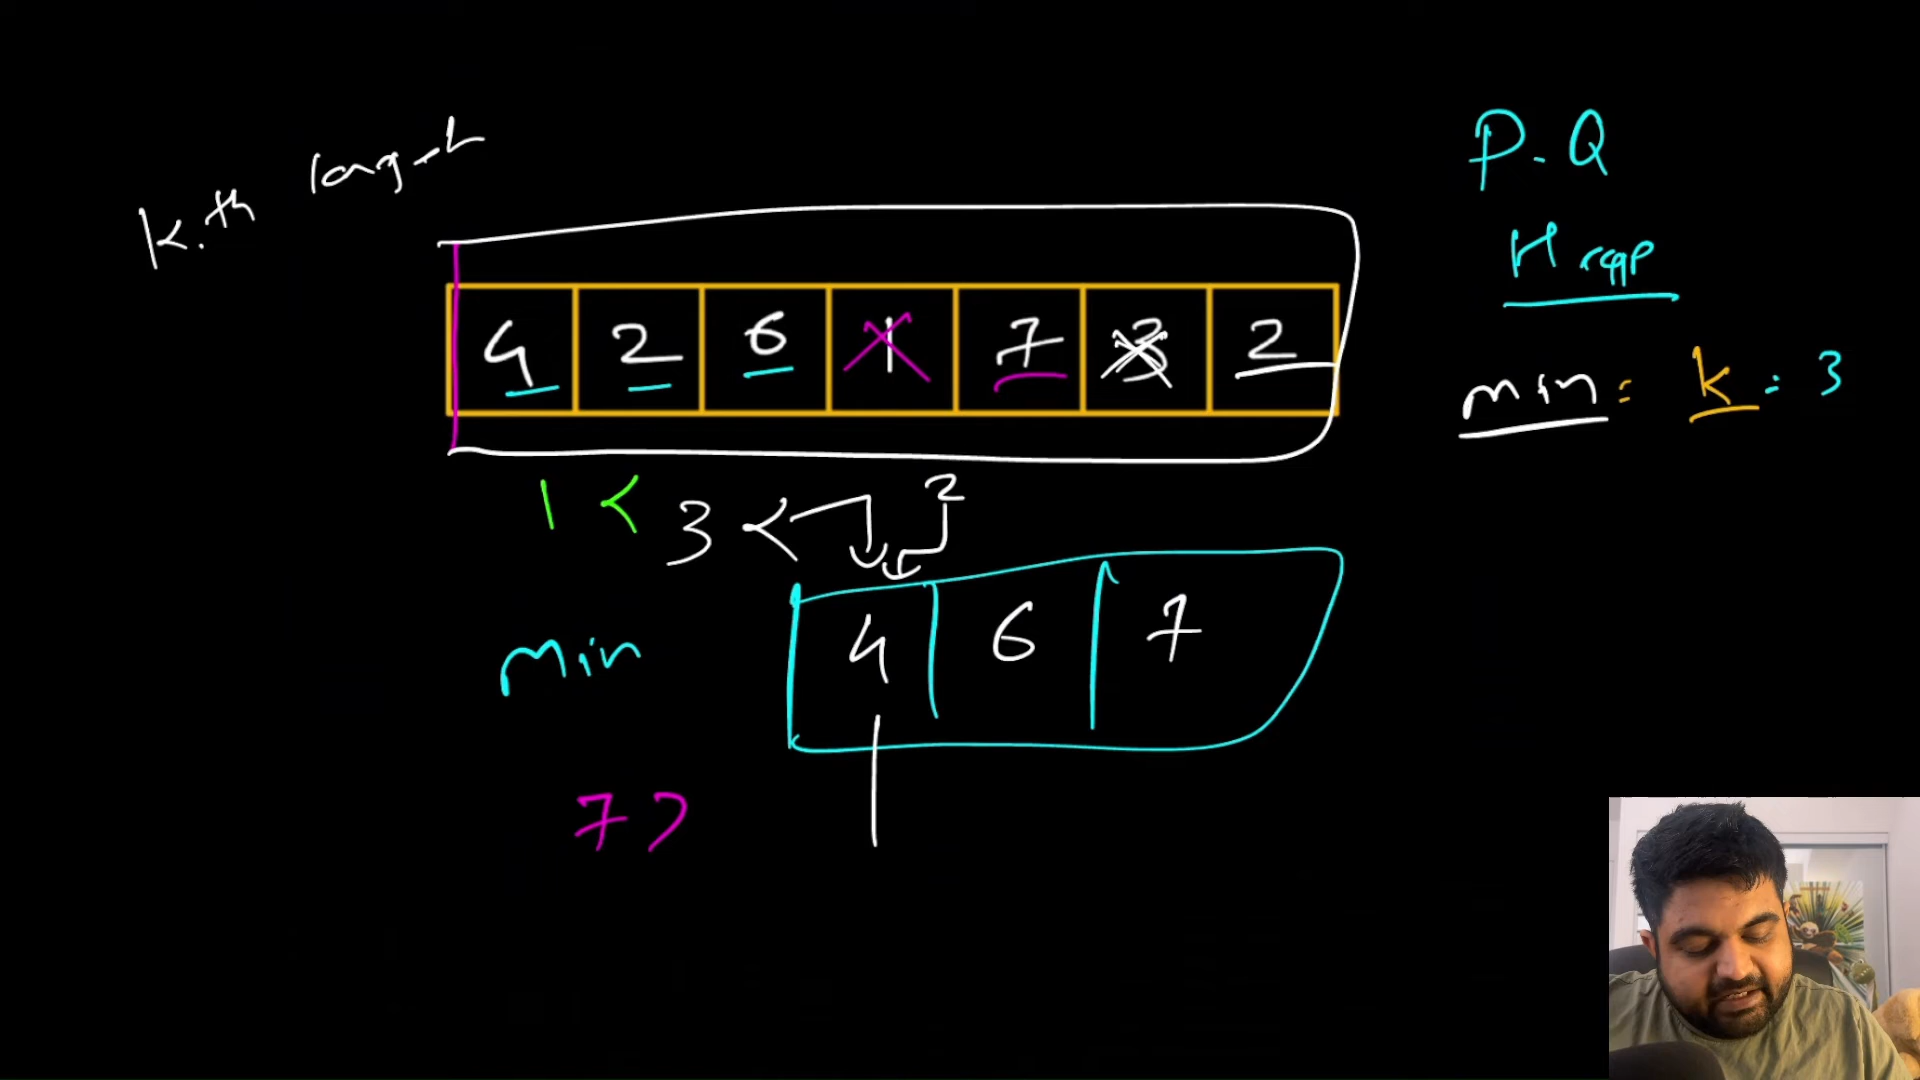 K.th largest
P.Q
Heap
min: k: 3
4 2 6 1 7 3 2
1 < 3 < 2
Min 4 6 7
7 >